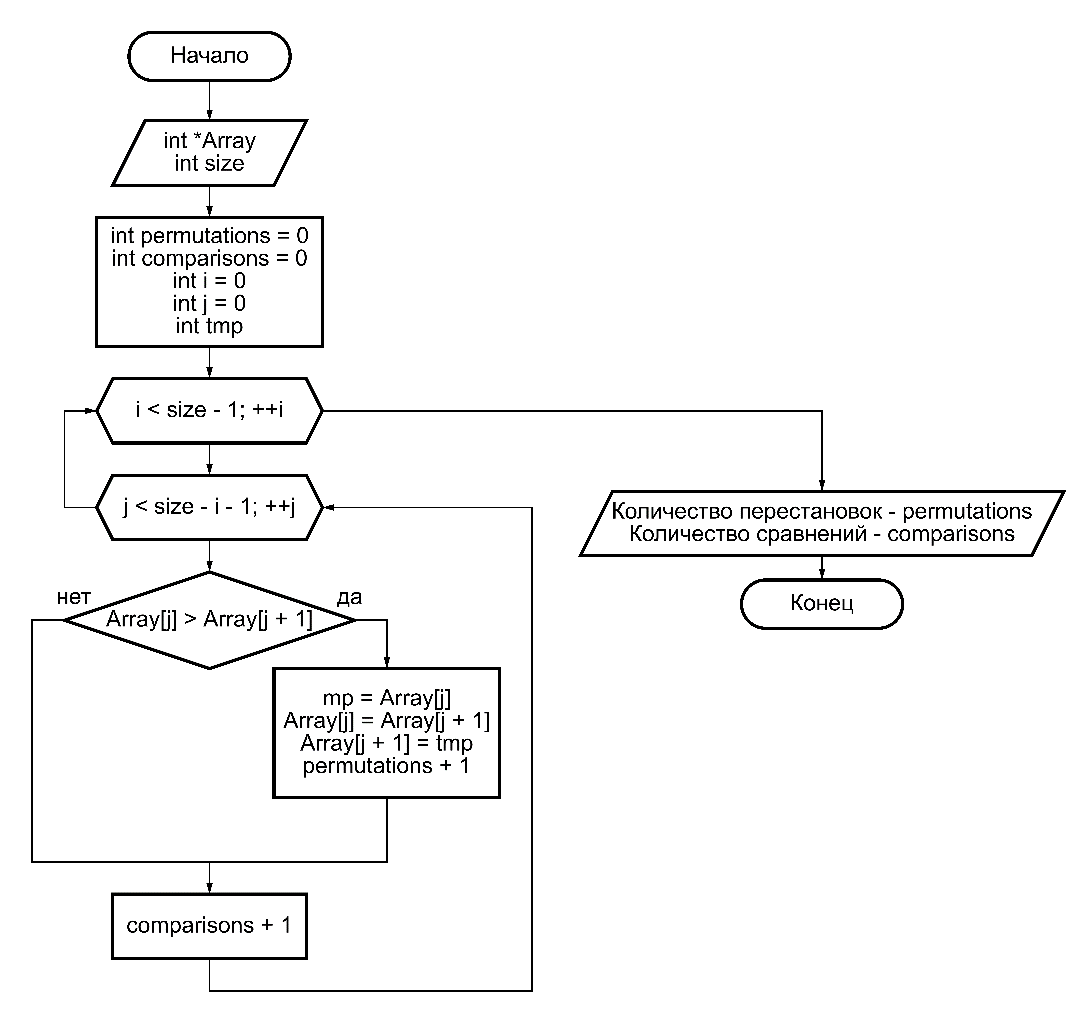 Начало
int *Array
int size
int permutations = 0
int comparisons = 0
int i = 0
int j = 0
int tmp
i < size - 1; ++i
j < size - i - 1; ++j
Количество перестановок - permutations
Количество сравнений - comparisons
Конец
нет
да
Array[j] > Array[j + 1]
mp = Array[j]
Array[j] = Array[j + 1]
Array[j + 1] = tmp
permutations + 1
comparisons + 1